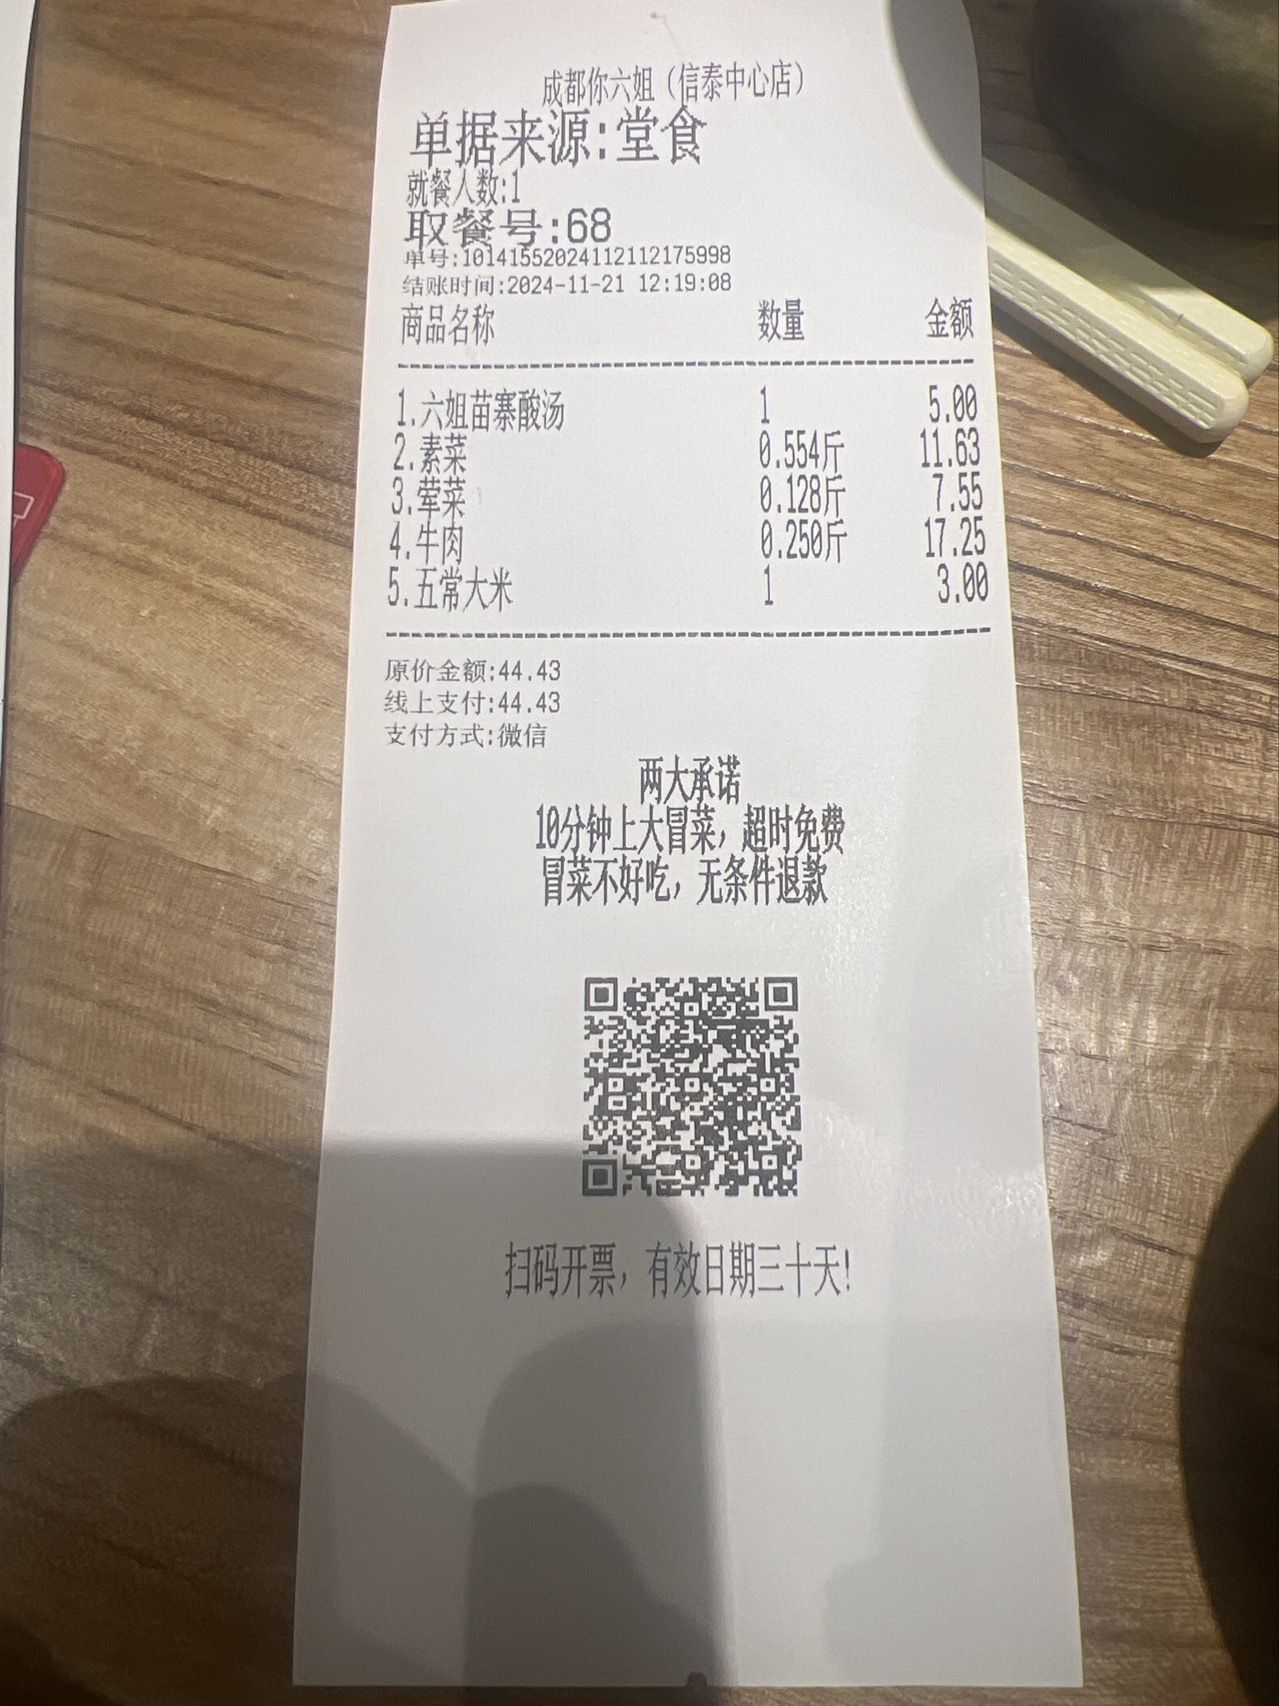 成都你六姐（信泰中心店）
单据来源:堂食
就餐人数:1
取餐号:68
单号:10141552024112112175998
结账时间:2024-11-21 12:19:08
商品名称 数量 金额
1.六姐苗寨酸汤 1 5.00
2.素菜 0.554斤 11.63
3.荤菜 0.128斤 7.55
4.牛肉 0.250斤 17.25
5.五常大米 1 3.00
原价金额:44.43
线上支付:44.43
支付方式:微信
两大承诺
10分钟上大冒菜，超时免费
冒菜不好吃，无条件退款
扫码开票，有效日期三十天!